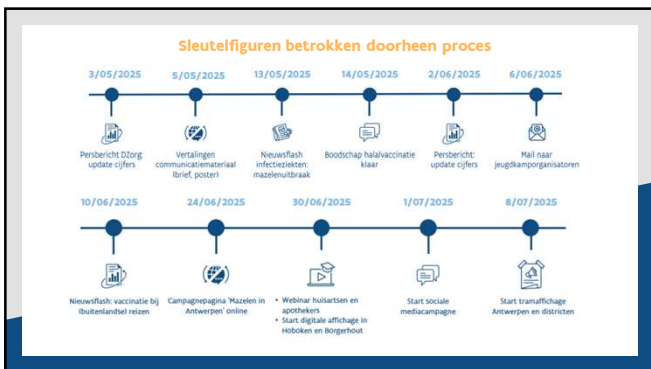 Sleutelfiguren betrokken doorheen proces
3/05/2025 5/05/2025 13/05/2025 14/05/2025 2/06/2025 6/06/2025
Persbericht DZorg:
update cijfers
Vertalingen
communicatiemateriaal
(brief, poster)
Nieuwsflash
infectieziekten:
mazelenuitbraak
Boodschap halalvaccinatie
klaar
Persbericht:
update cijfers
Mail naar
jeugdkamporganisatoren
10/06/2025 24/06/2025 30/06/2025 1/07/2025 8/07/2025
Nieuwsflash: vaccinatie bij
(buitenlandse) reizen
Campagnepagina 'Mazelen in
Antwerpen' online
• Webinar huisartsen en
apothekers
• Start digitale affichage in
Hoboken en Borgerhout
Start sociale
mediacampagne
Start tramaffichage
Antwerpen en districten